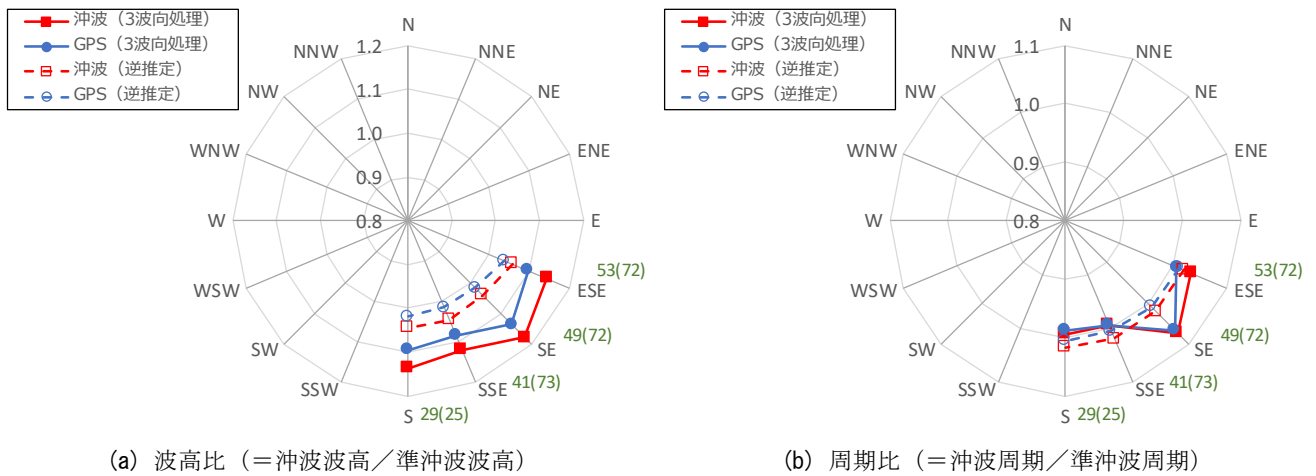 沖波（3波向処理）
GPS（3波向処理）
沖波（逆推定）
GPS（逆推定）
N
NNE
NE
ENE
E
ESE
SE
SSE
S
SSW
SW
WSW
W
WNW
NW
NNW
1.2
1.1
1.0
0.9
0.8
53(72)
49(72)
41(73)
29(25)
(a) 波高比（＝沖波波高／準沖波波高）
沖波（3波向処理）
GPS（3波向処理）
沖波（逆推定）
GPS（逆推定）
N
NNE
NE
ENE
E
ESE
SE
SSE
S
SSW
SW
WSW
W
WNW
NW
NNW
1.1
1.0
0.9
0.8
53(72)
49(72)
41(73)
29(25)
(b) 周期比（＝沖波周期／準沖波周期）